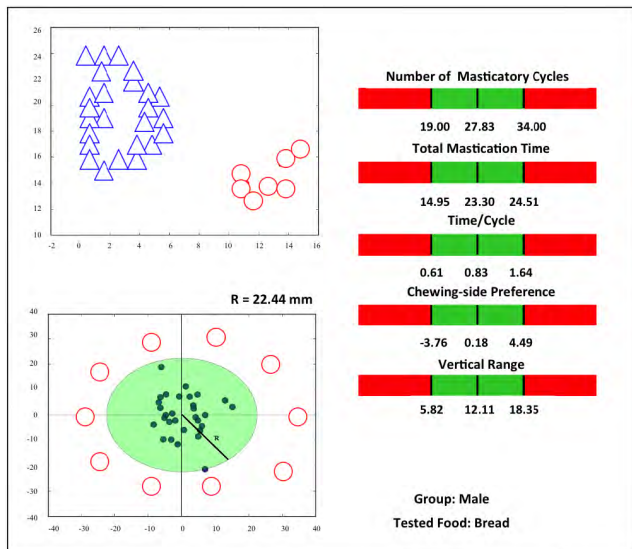 26
24
22
20
18
16
14
12
10
-2 0 2 4 6 8 10 12 14 16
R = 22.44 mm
40
30
20
10
0
-10
-20
-30
-40
R
-40 -30 -20 -10 0 10 20 30 40
Number of Masticatory Cycles
19.00 27.83 34.00
Total Mastication Time
14.95 23.30 24.51
Time/Cycle
0.61 0.83 1.64
Chewing-side Preference
-3.76 0.18 4.49
Vertical Range
5.82 12.11 18.35
Group: Male
Tested Food: Bread